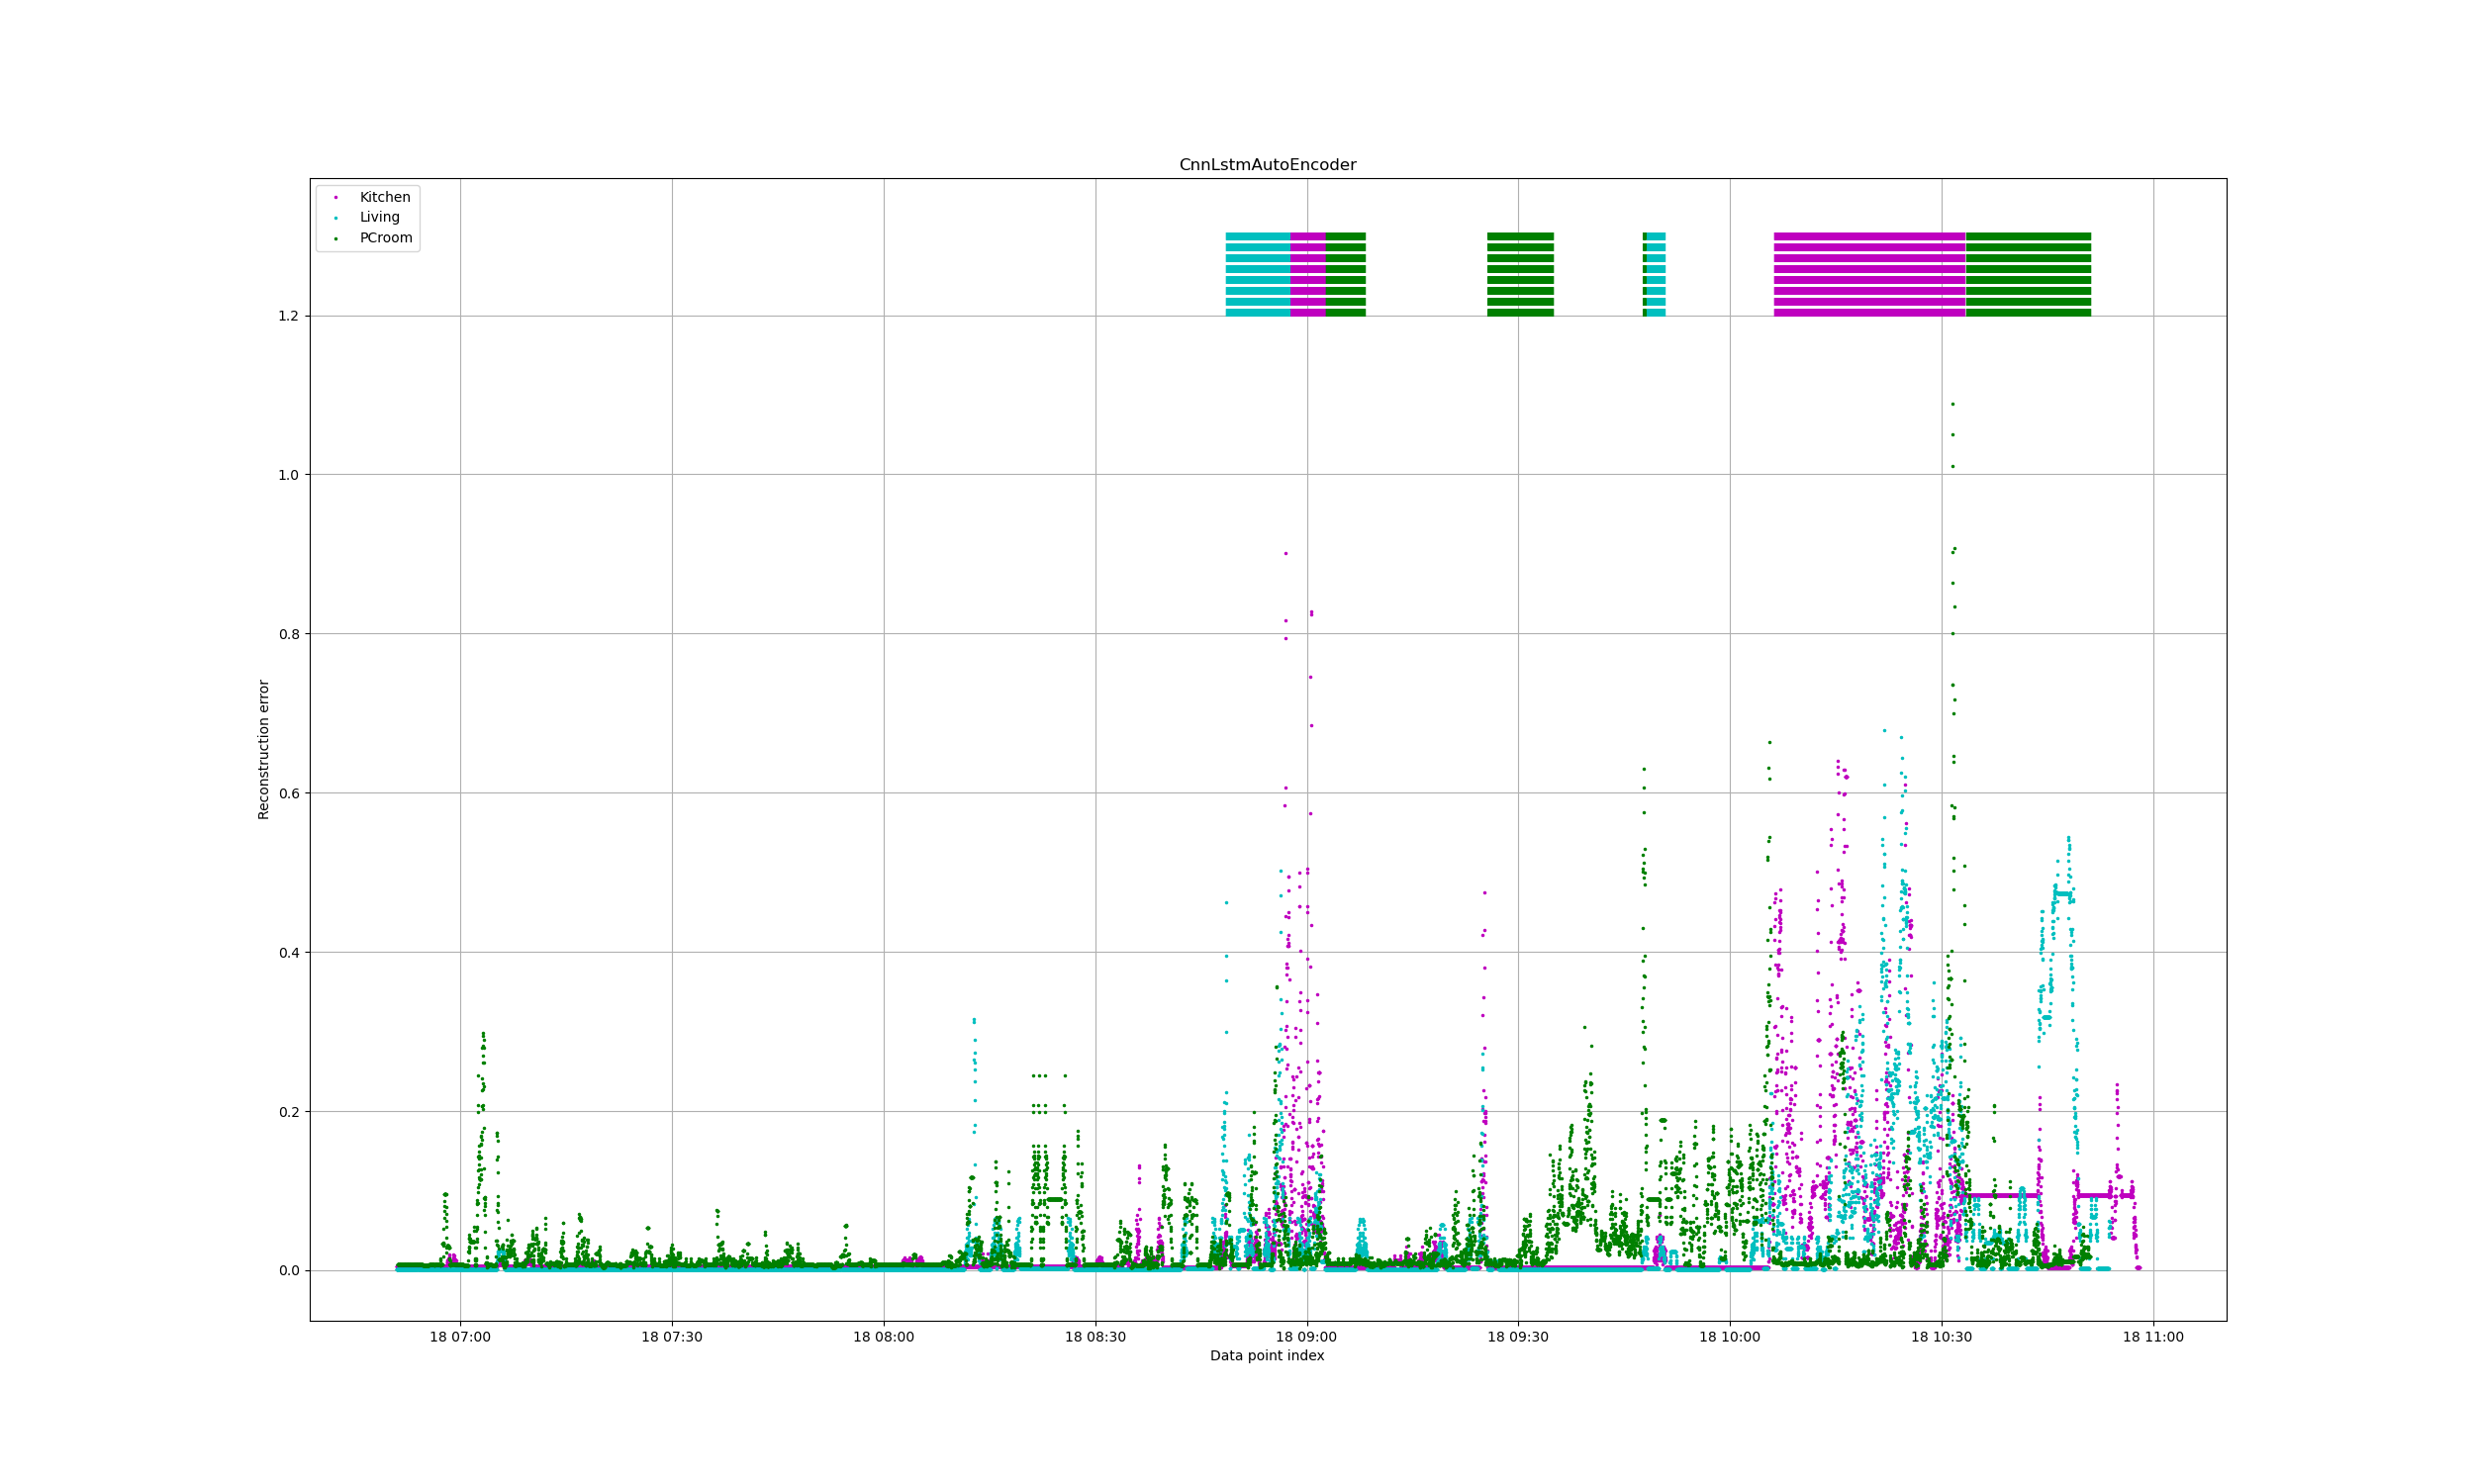 CnnLstmAutoEncoder
Kitchen
Living
PCroom
1.2
1.0
0.8
0.6
0.4
0.2
0.0
Reconstruction error
18 07:00 18 07:30 18 08:00 18 08:30 18 09:00 18 09:30 18 10:00 18 10:30 18 11:00
Data point index